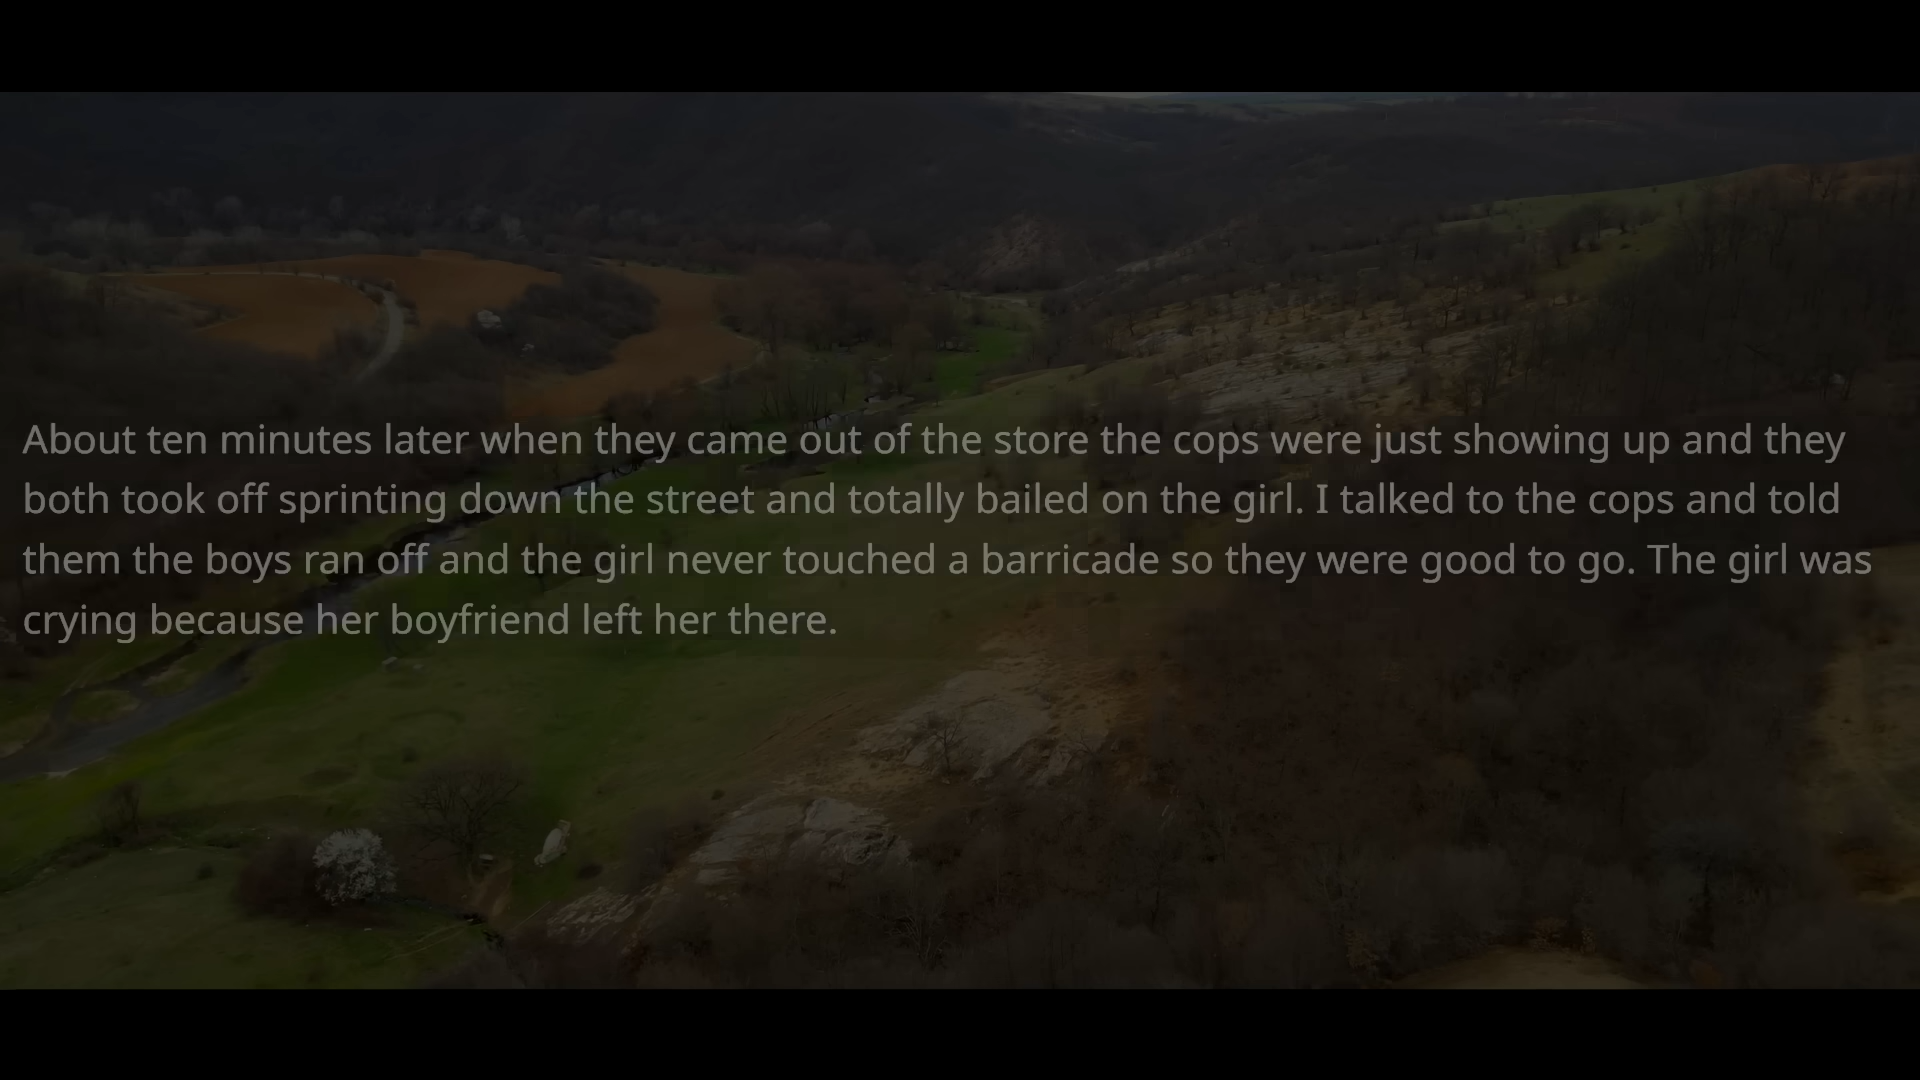 About ten minutes later when they came out of the store the cops were just showing up and they
both took off sprinting down the street and totally bailed on the girl. I talked to the cops and told
them the boys ran off and the girl never touched a barricade so they were good to go. The girl was
crying because her boyfriend left her there.